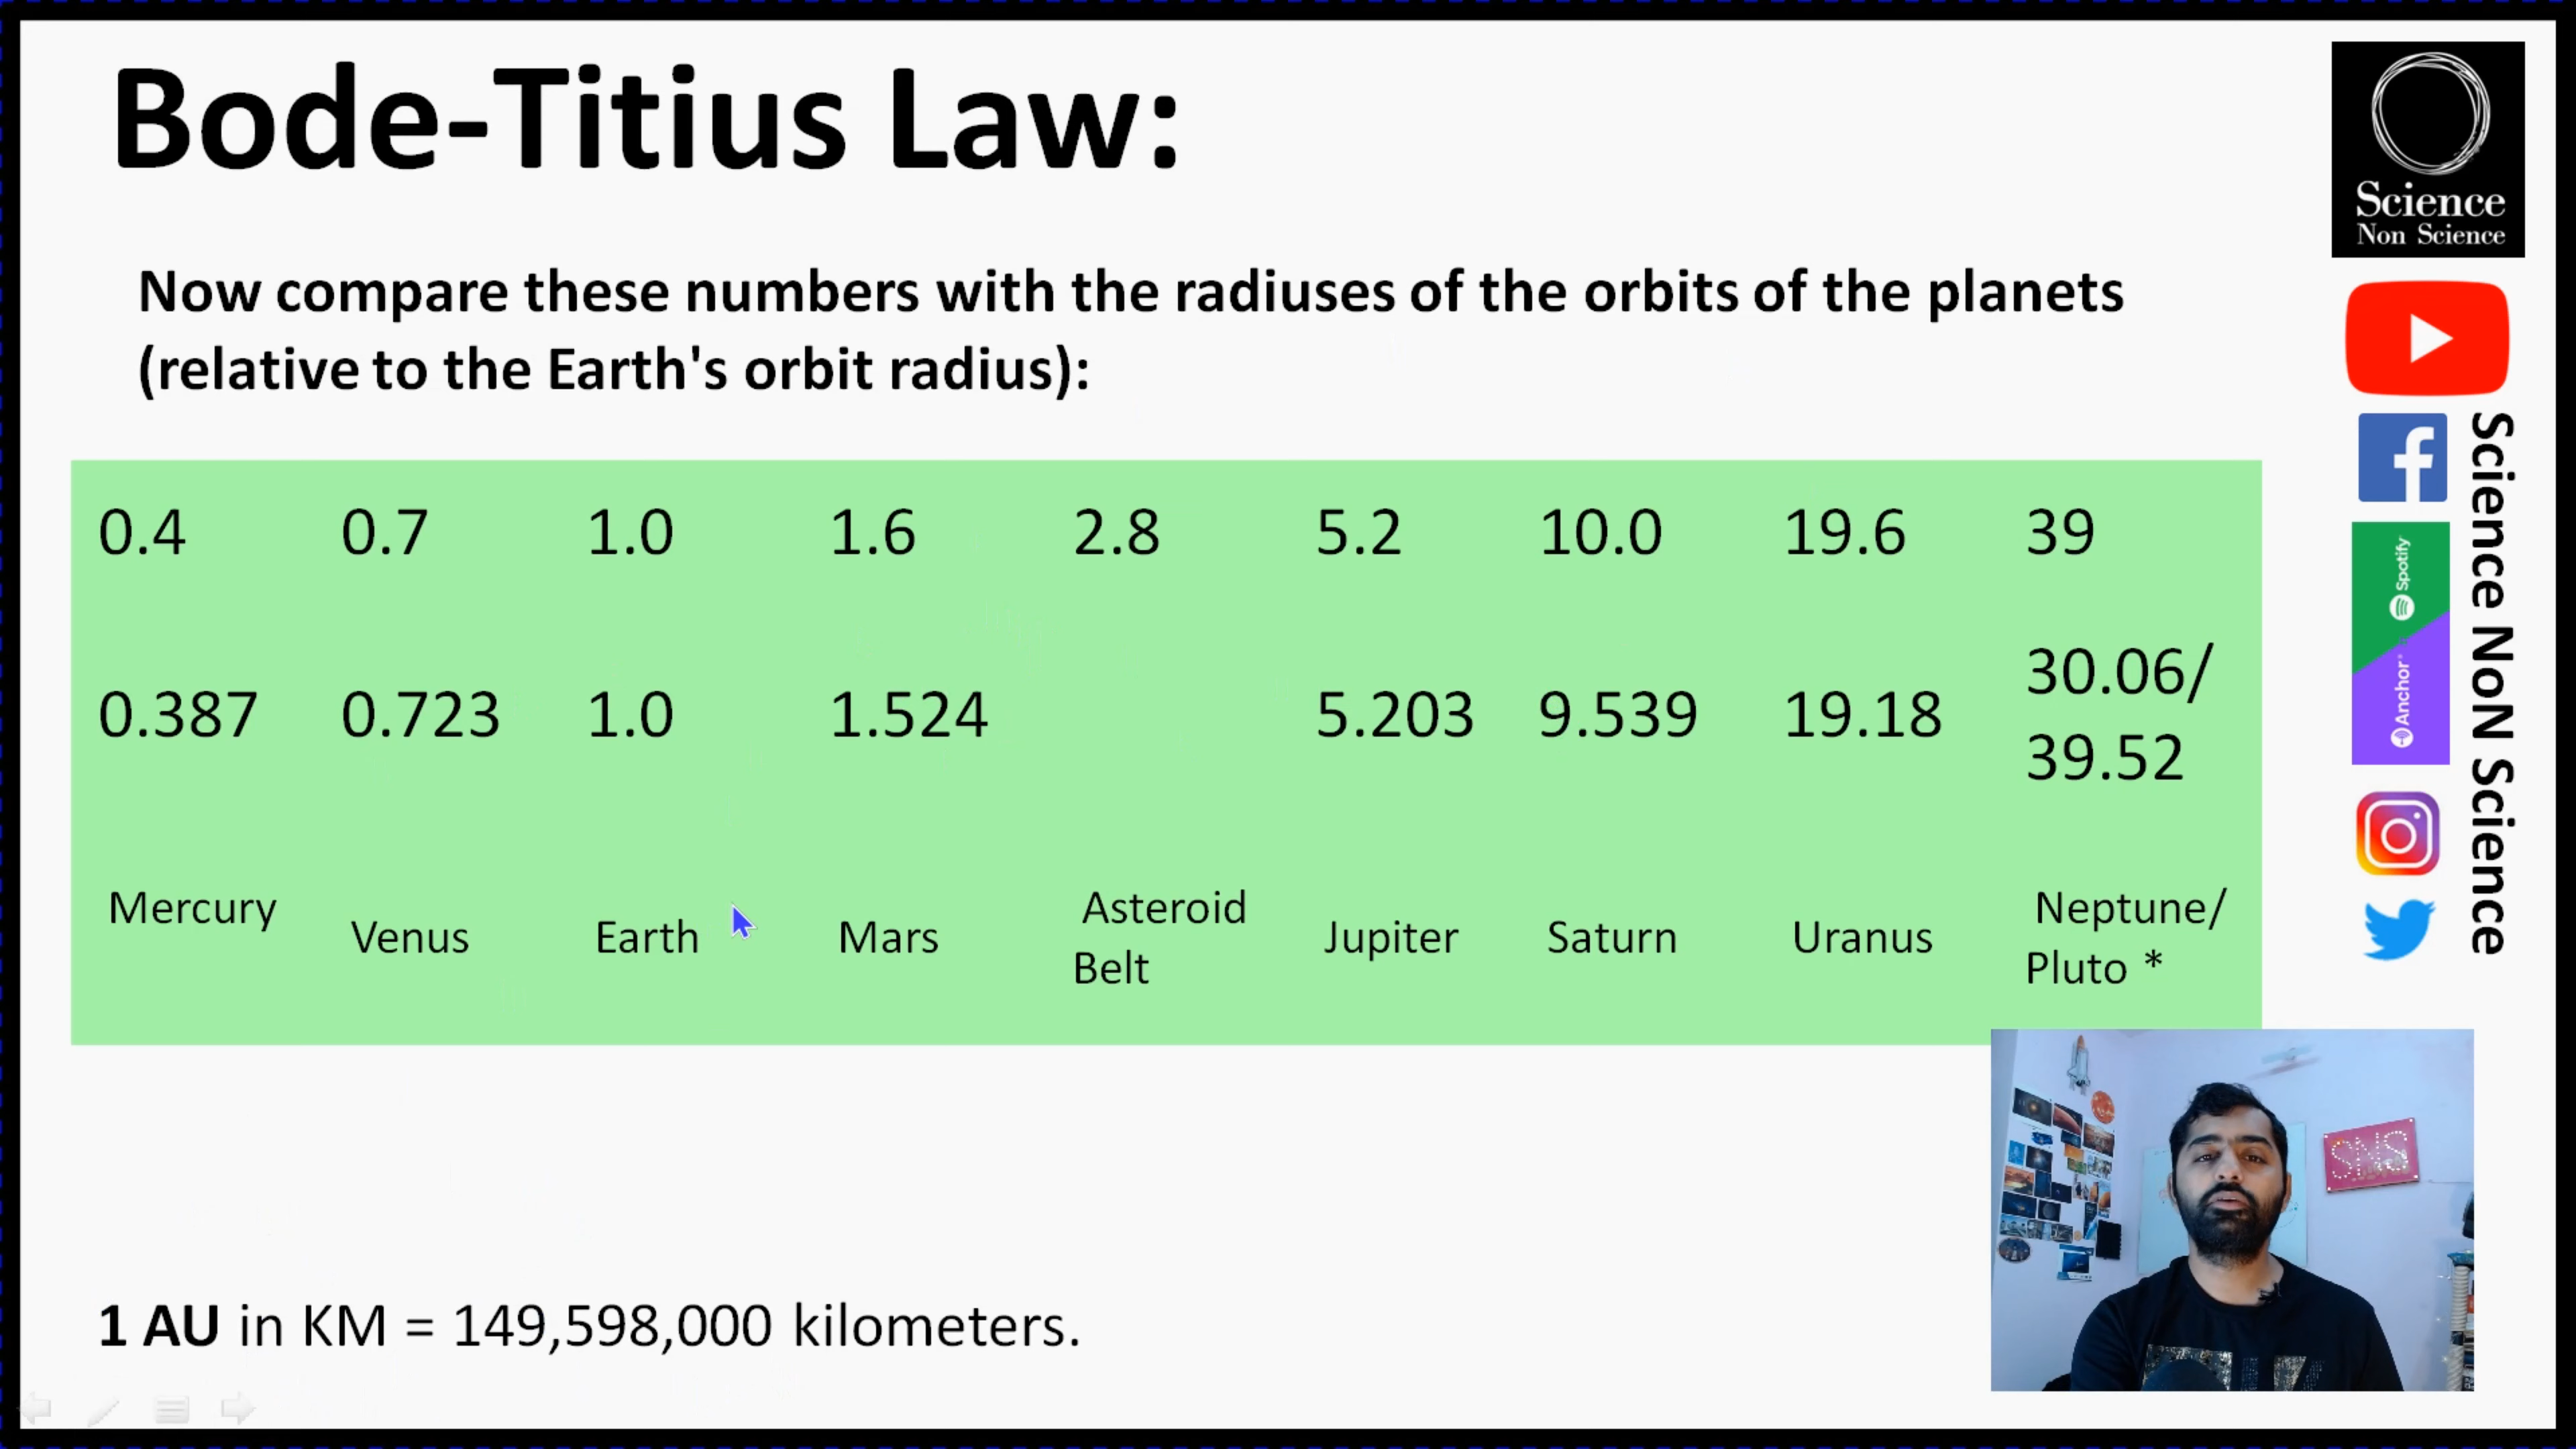 Bode-Titius Law:
Science
Non Science
Now compare these numbers with the radiuses of the orbits of the planets
(relative to the Earth's orbit radius):
0.4 0.7 1.0 1.6 2.8 5.2 10.0 19.6 39
0.387 0.723 1.0 1.524 5.203 9.539 19.18 30.06/
39.52
Mercury Venus Earth Mars Asteroid Belt Jupiter Saturn Uranus Neptune/
Pluto *
Science NoN Science
Spotify
Anchor
SNS
1 AU in KM = 149,598,000 kilometers.